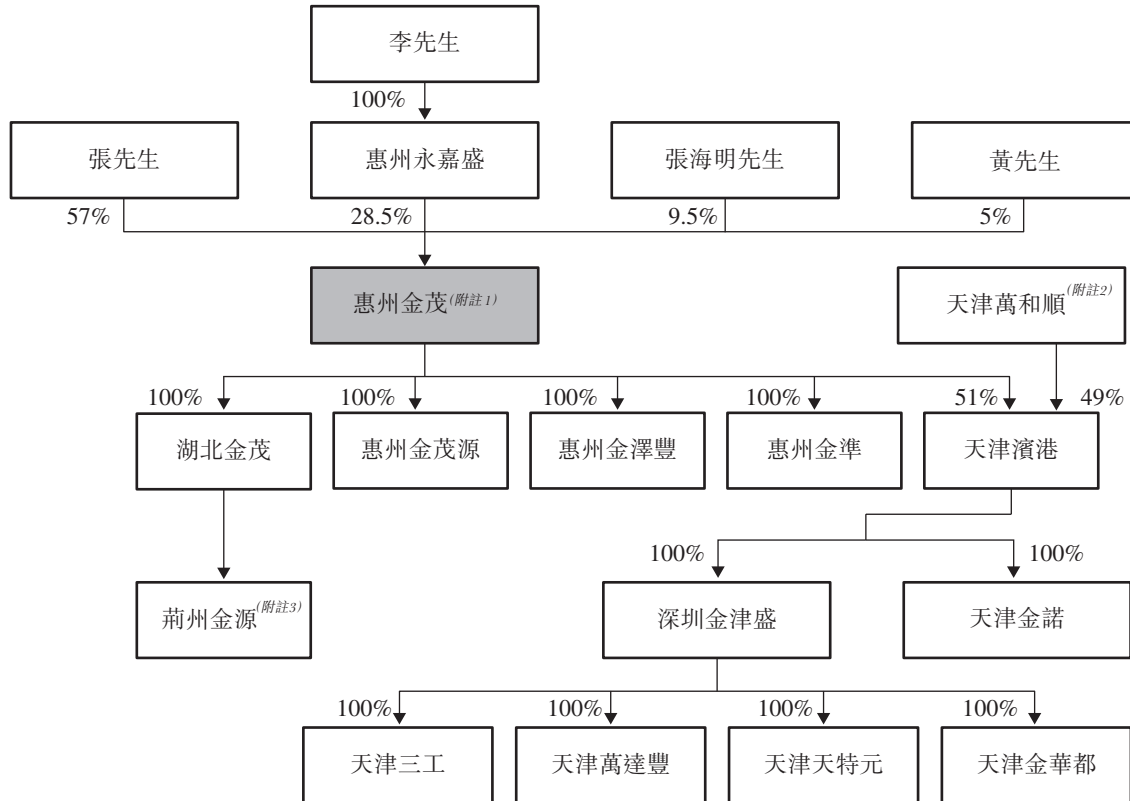 李先生
100%
張先生
惠州永嘉盛
張海明先生
黃先生
57%
28.5%
9.5%
5%
惠州金茂(附註1)
天津萬和順(附註2)
100%
100%
100%
100%
51%
49%
湖北金茂
惠州金茂源
惠州金澤豐
惠州金準
天津濱港
100%
100%
荊州金源(附註3)
深圳金津盛
天津金諾
100%
100%
100%
100%
天津三工
天津萬達豐
天津天特元
天津金華都